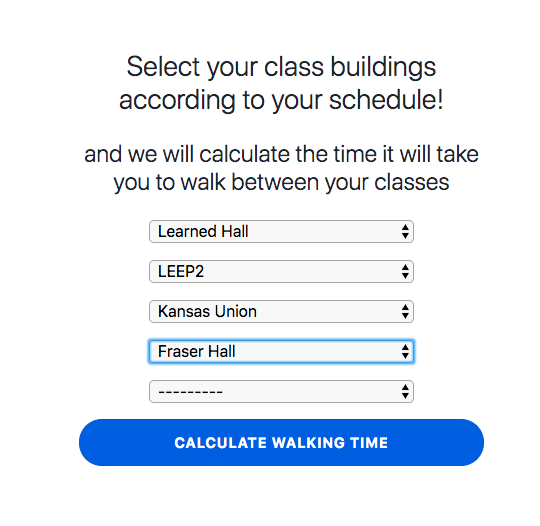 Select your class buildings
according to your schedule!
and we will calculate the time it will take
you to walk between your classes
Learned Hall
LEEP2
Kansas Union
Fraser Hall
---------
CALCULATE WALKING TIME